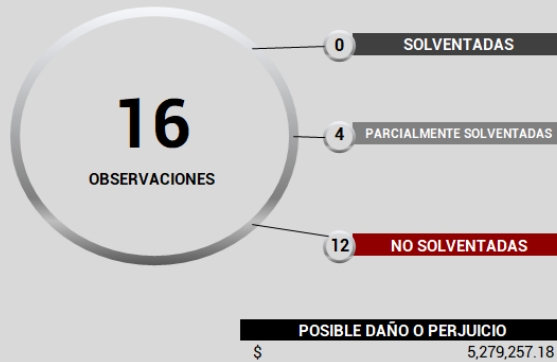 16
OBSERVACIONES
0 SOLVENTADAS
4 PARCIALMENTE SOLVENTADAS
12 NO SOLVENTADAS
POSIBLE DAÑO O PERJUICIO
$ 5,279,257.18